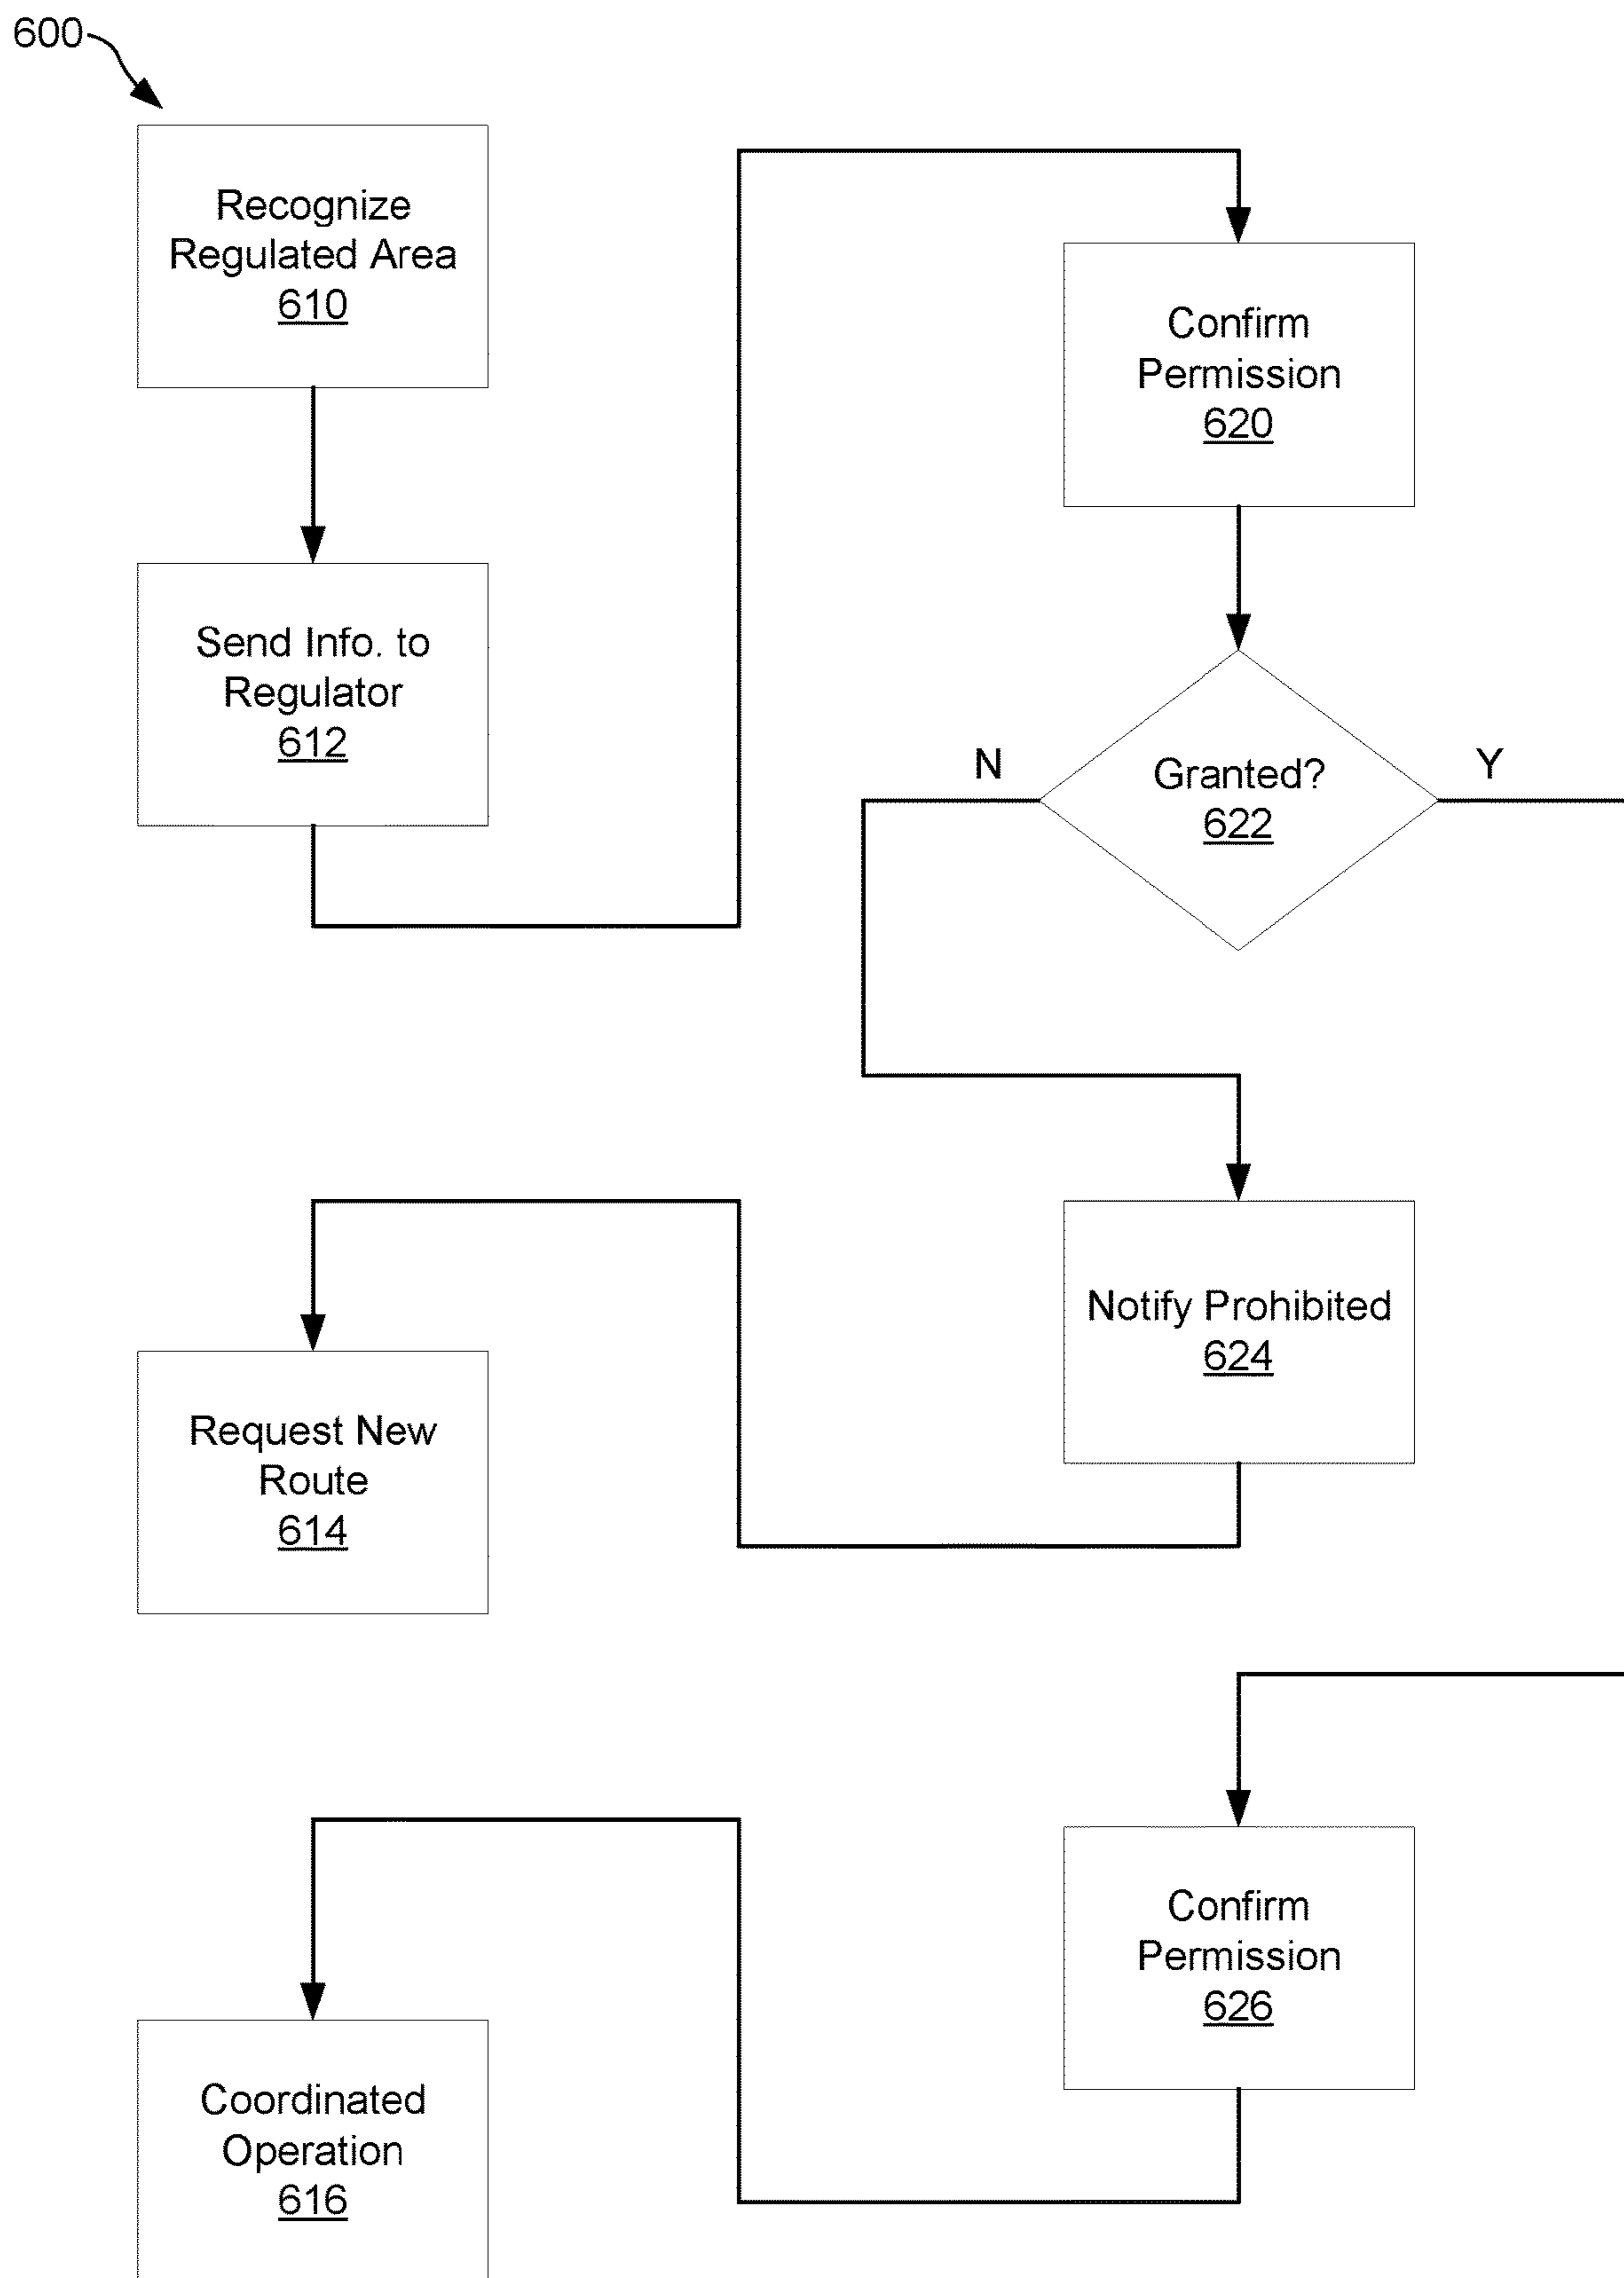 600
Recognize
Regulated Area
610
Send Info. to
Regulator
612
Confirm
Permission
620
N
Granted?
622
Y
Notify Prohibited
624
Request New
Route
614
Confirm
Permission
626
Coordinated
Operation
616